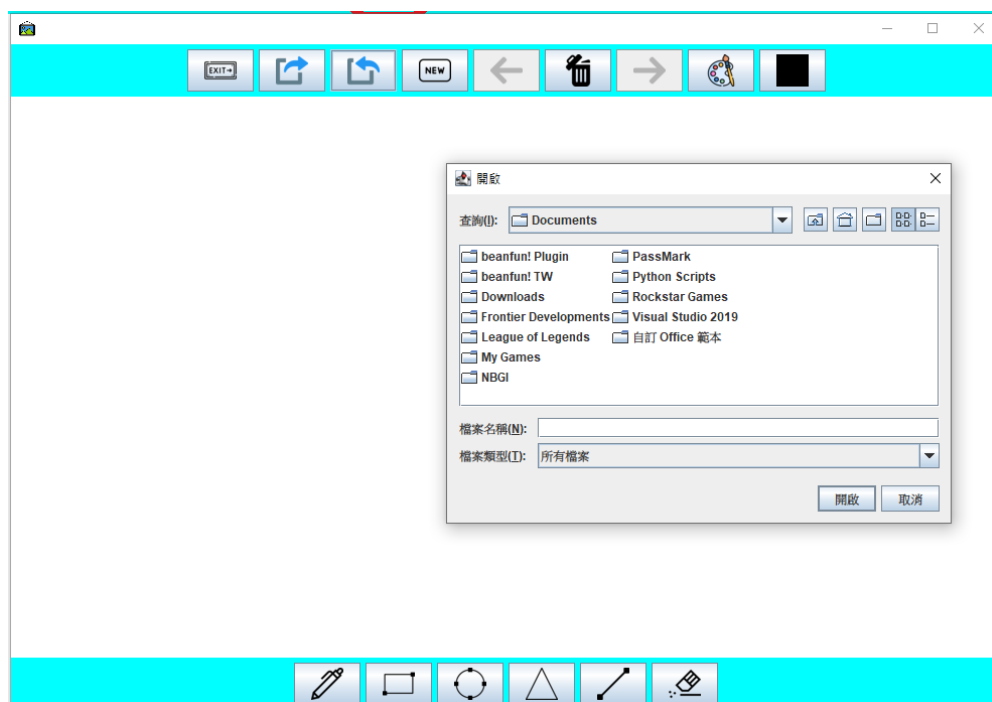 EXIT
NEW
開啟
查詢(I): Documents
beanfun! Plugin
beanfun! TW
Downloads
Frontier Developments
League of Legends
My Games
NBGI
PassMark
Python Scripts
Rockstar Games
Visual Studio 2019
自訂 Office 範本
檔案名稱(N):
檔案類型(T): 所有檔案
開啟 取消